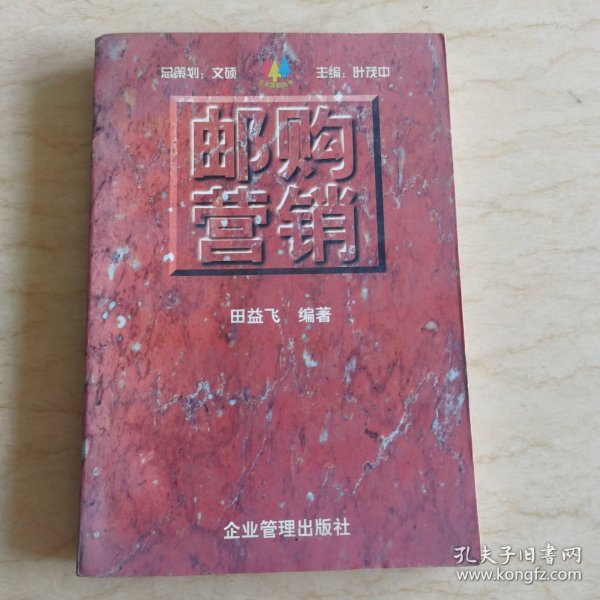 总策划：文硕 主编：叶茂中
邮购
营销
田益飞 编著
企业管理出版社
孔夫子旧书网
www.kongfz.com